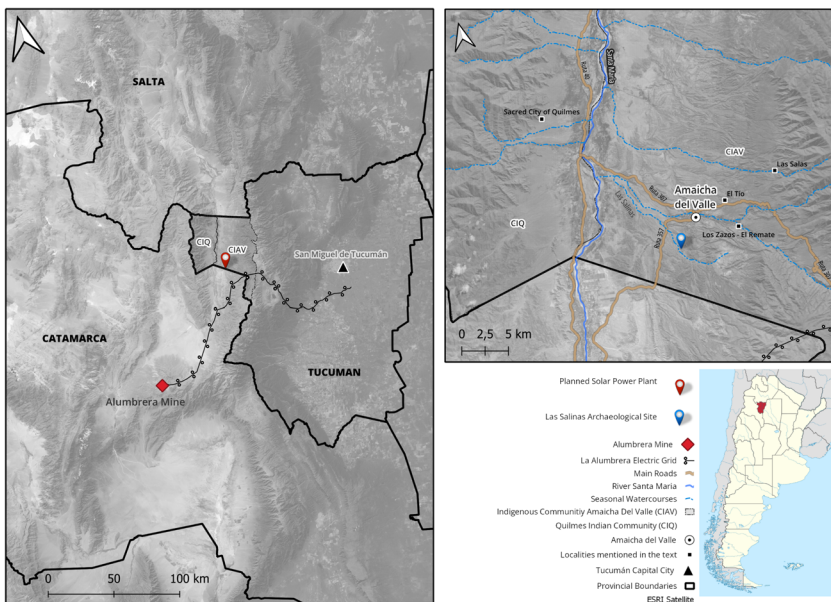 SALTA
CIQ
CIAV
San Miguel de Tucumán
CATAMARCA
TUCUMAN
Alumbrera Mine
0 50 100 km
Santa Maria
Ruta 40
Sacred City of Quilmes
CIAV
Las Salas
Ruta 307
El Tio
Amaicha
del Valle
Las Salinas
CIQ
Ruta 357
Los Zazos - El Remate
Ruta 307
0 2,5 5 km
Planned Solar Power Plant
Las Salinas Archaeological Site
Alumbrera Mine
La Alumbrera Electric Grid
Main Roads
River Santa Maria
Seasonal Watercourses
Indigenous Communitiy Amaicha Del Valle (CIAV)
Quilmes Indian Community (CIQ)
Amaicha del Valle
Localities mentioned in the text
Tucumán Capital City
Provincial Boundaries
ESRI Satellite